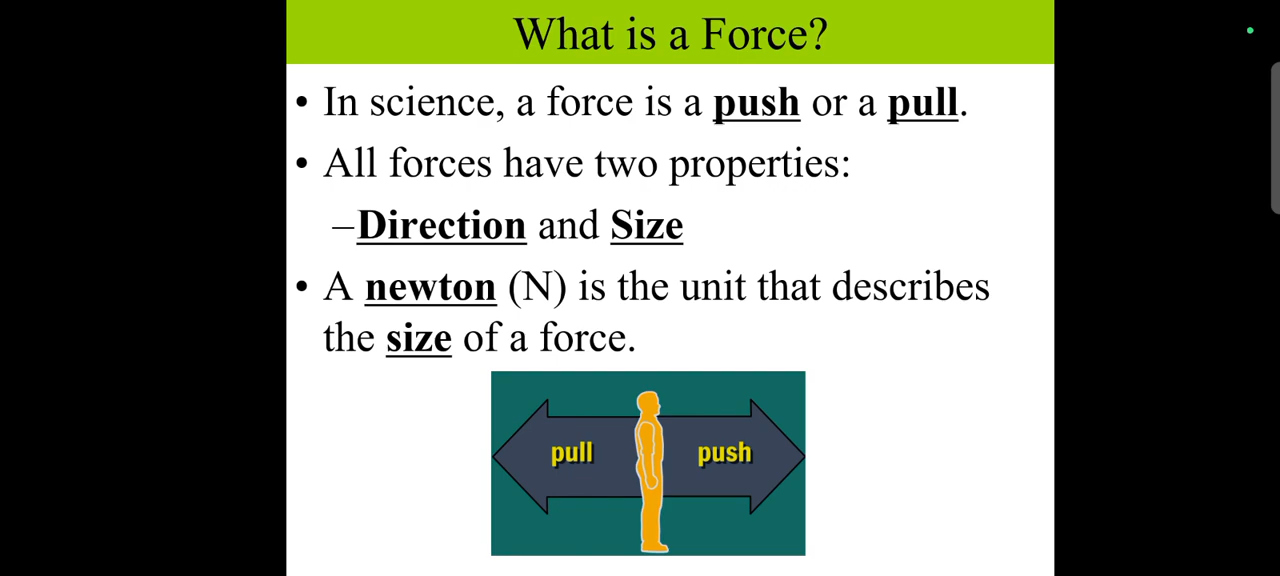 What is a Force?
• In science, a force is a push or a pull.
• All forces have two properties:
–Direction and Size
• A newton (N) is the unit that describes
the size of a force.
pull push